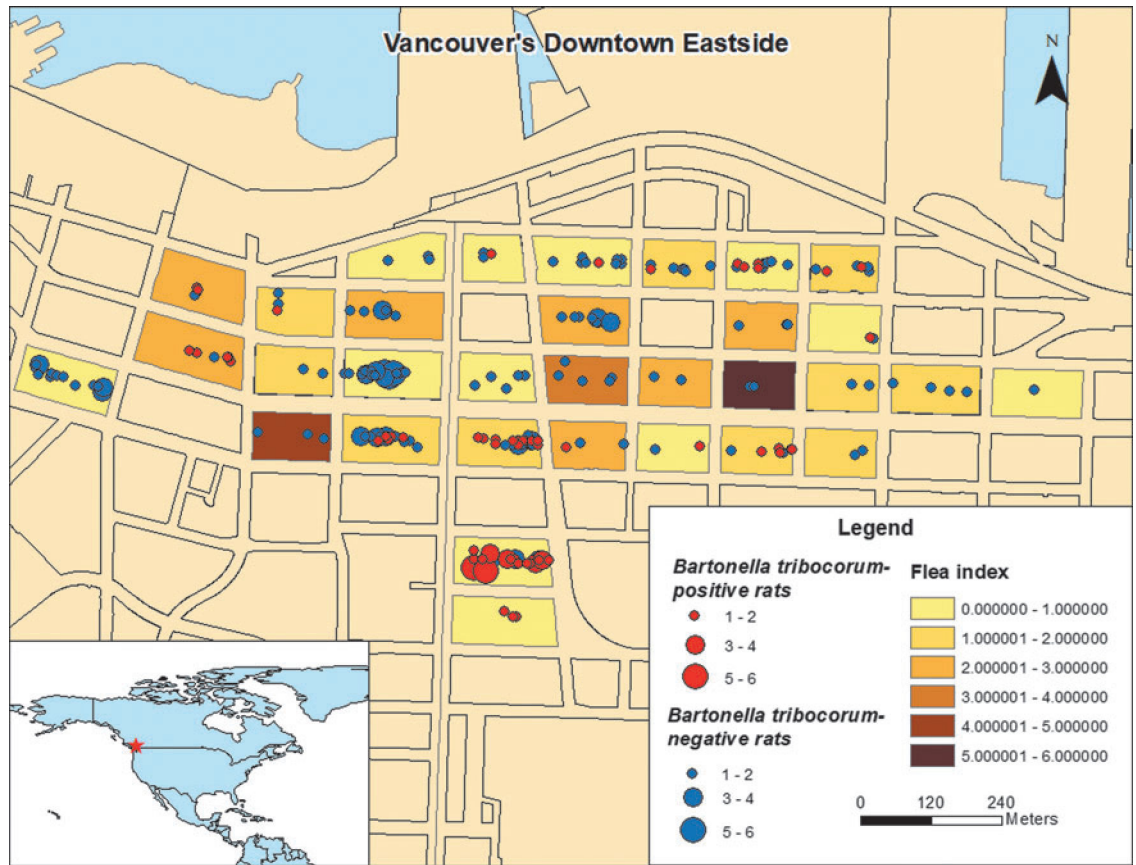 Vancouver's Downtown Eastside
N
Legend
Bartonella tribocorum-
positive rats
1 - 2
3 - 4
5 - 6
Bartonella tribocorum-
negative rats
1 - 2
3 - 4
5 - 6
Flea index
0.000000 - 1.000000
1.000001 - 2.000000
2.000001 - 3.000000
3.000001 - 4.000000
4.000001 - 5.000000
5.000001 - 6.000000
0 120 240
Meters